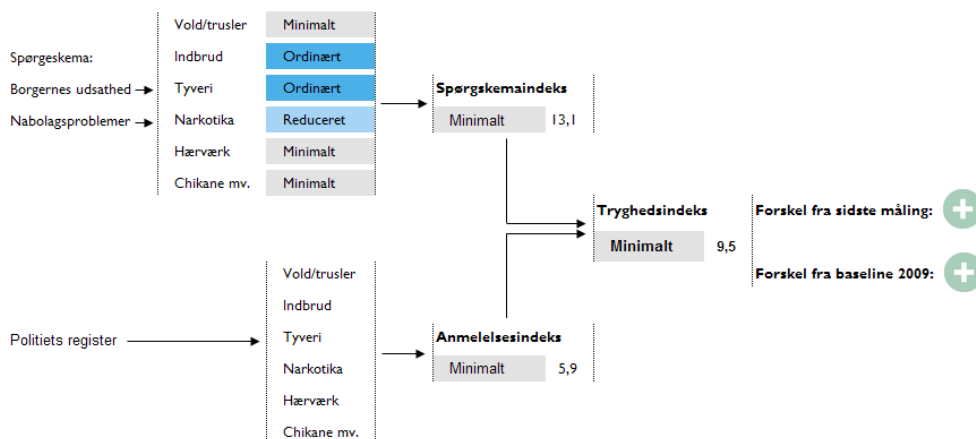 Vold/trusler Minimalt
Spørgeskema: Indbrud Ordinært
Borgernes udsathed Tyveri Ordinært Spørgskemaindeks
Nabolagsproblemer Narkotika Reduceret Minimalt 13,1
Hærværk Minimalt
Chikane mv. Minimalt
Tryghedsindeks Forskel fra sidste måling: +
Minimalt 9,5
Forskel fra baseline 2009: +
Vold/trusler
Indbrud
Politiets register Tyveri Anmelelsesindeks
Narkotika Minimalt 5,9
Hærværk
Chikane mv.